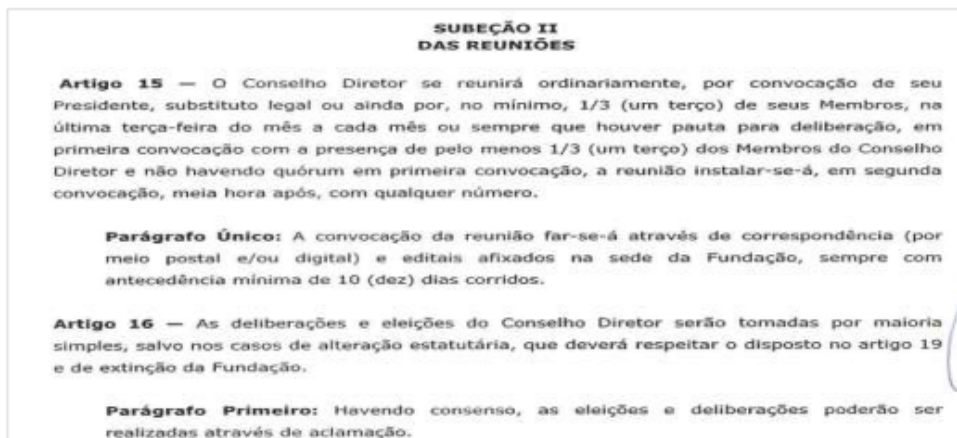 SUBEÇÃO II
DAS REUNIÕES
Artigo 15 — O Conselho Diretor se reunirá ordinariamente, por convocação de seu
Presidente, substituto legal ou ainda por, no mínimo, 1/3 (um terço) de seus Membros, na
última terça-feira do mês a cada mês ou sempre que houver pauta para deliberação, em
primeira convocação com a presença de pelo menos 1/3 (um terço) dos Membros do Conselho
Diretor e não havendo quórum em primeira convocação, a reunião instalar-se-á, em segunda
convocação, meia hora após, com qualquer número.
Parágrafo Único: A convocação da reunião far-se-á através de correspondência (por
meio postal e/ou digital) e editais afixados na sede da Fundação, sempre com
antecedência mínima de 10 (dez) dias corridos.
Artigo 16 — As deliberações e eleições do Conselho Diretor serão tomadas por maioria
simples, salvo nos casos de alteração estatutária, que deverá respeitar o disposto no artigo 19
e de extinção da Fundação.
Parágrafo Primeiro: Havendo consenso, as eleições e deliberações poderão ser
realizadas através de aclamação.